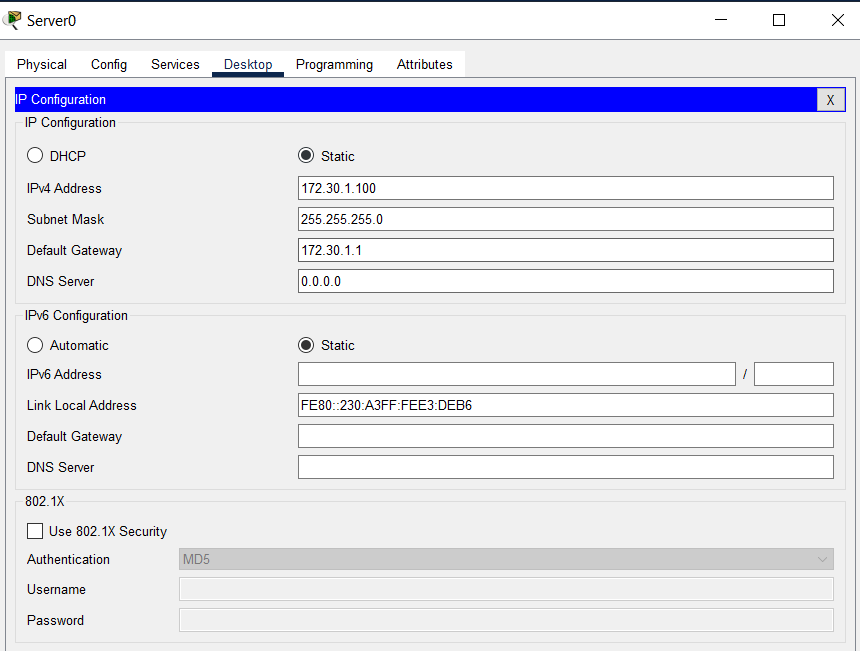 Server0
Physical Config Services Desktop Programming Attributes
IP Configuration X
IP Configuration
DHCP Static
IPv4 Address 172.30.1.100
Subnet Mask 255.255.255.0
Default Gateway 172.30.1.1
DNS Server 0.0.0.0
IPv6 Configuration
Automatic Static
IPv6 Address /
Link Local Address FE80::230:A3FF:FEE3:DEB6
Default Gateway
DNS Server
802.1X
Use 802.1X Security
Authentication MD5
Username
Password